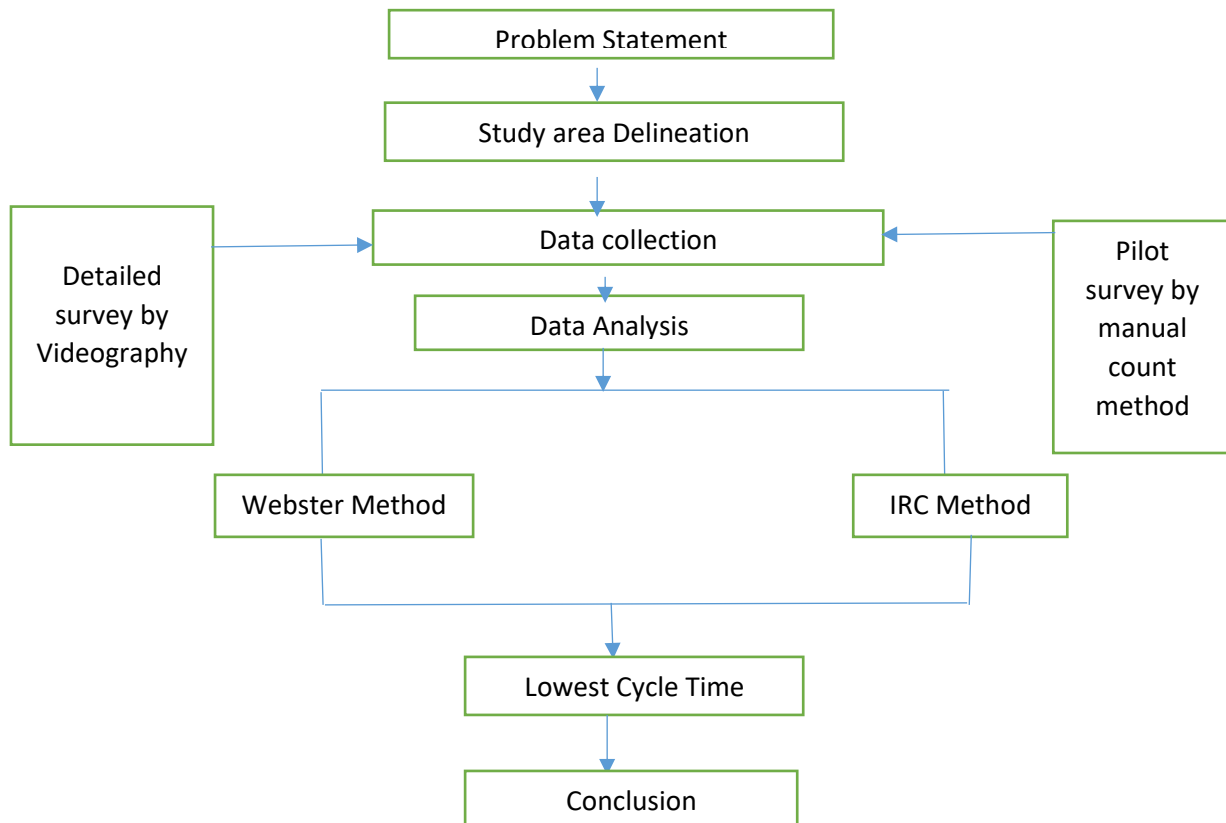 Problem Statement
Study area Delineation
Data collection
Detailed
survey by
Videography
Pilot
survey by
manual
count
method
Data Analysis
Webster Method
IRC Method
Lowest Cycle Time
Conclusion